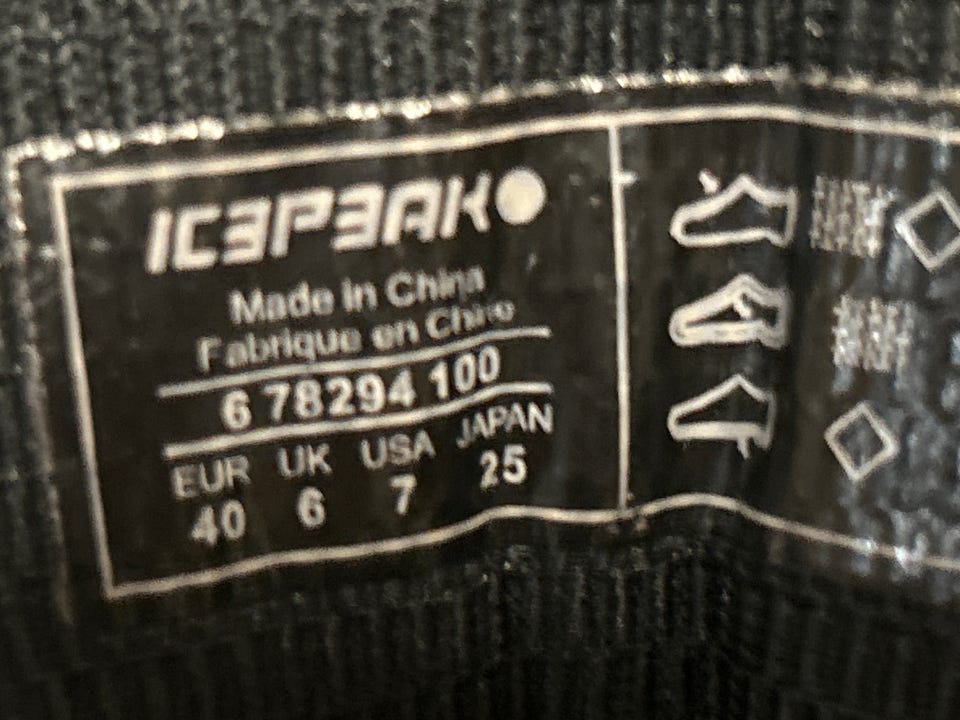 ICEPEAK
Made in China
Fabrique en Chine
6 78294 100
EUR UK USA JAPAN
40 6 7 25